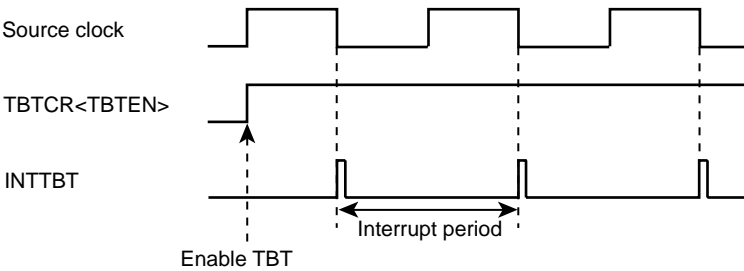 Source clock
TBTCR<TBTEN>
INTTBT
Interrupt period
Enable TBT